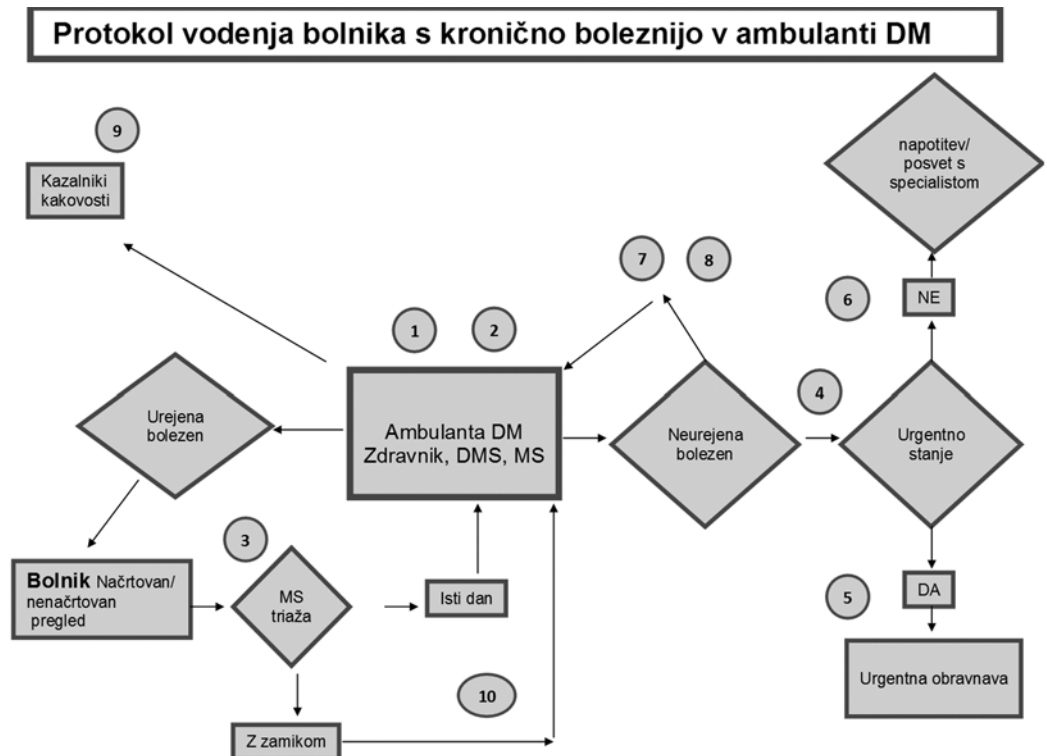 Protokol vodenja bolnika s kronično boleznijo v ambulanti DM
9
Kazalniki
kakovosti
napotitev/
posvet s
specialistom
7
8
6
NE
1
2
4
Urejena
bolezen
Ambulanta DM
Zdravnik, DMS, MS
Neurejena
bolezen
Urgentno
stanje
3
Bolnik Načrtovan/
nenačrtovan
pregled
MS
triaža
Isti dan
5
DA
Urgentna obravnava
10
Z zamikom